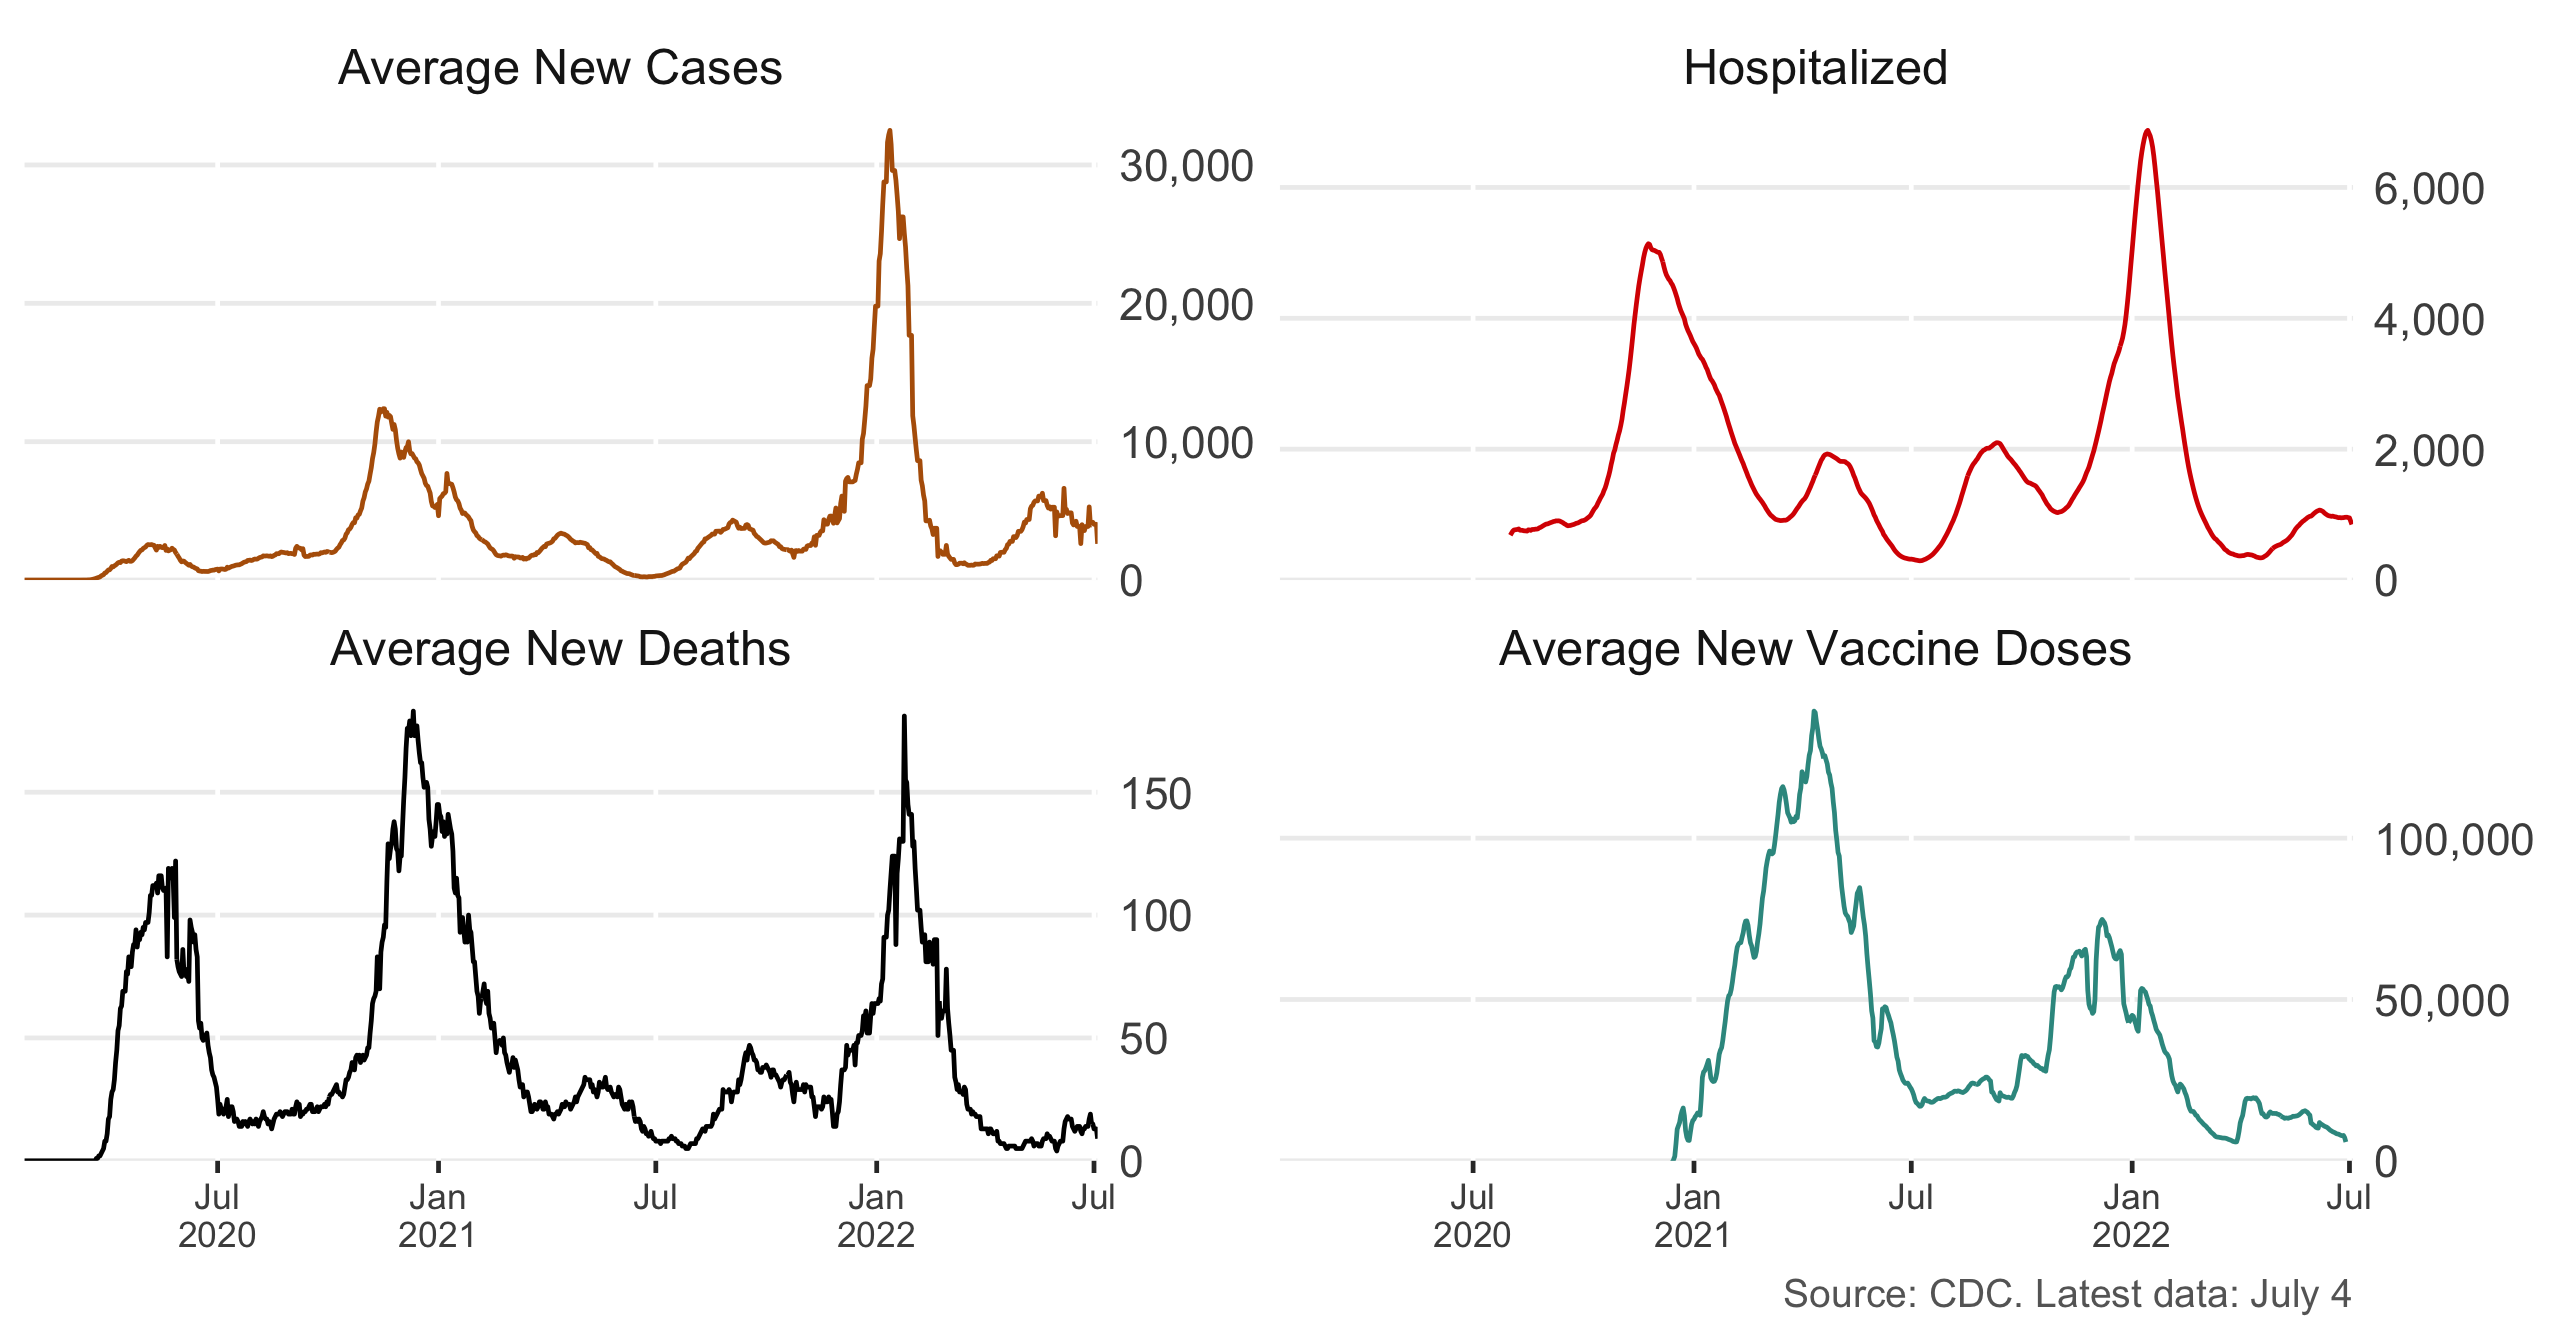 Average New Cases
30,000
20,000
10,000
0
Hospitalized
6,000
4,000
2,000
0
Average New Deaths
150
100
50
0
Jul Jan Jul Jan Jul
2020 2021 2022
Average New Vaccine Doses
100,000
50,000
0
Jul Jan Jul Jan Jul
2020 2021 2022
Source: CDC. Latest data: July 4